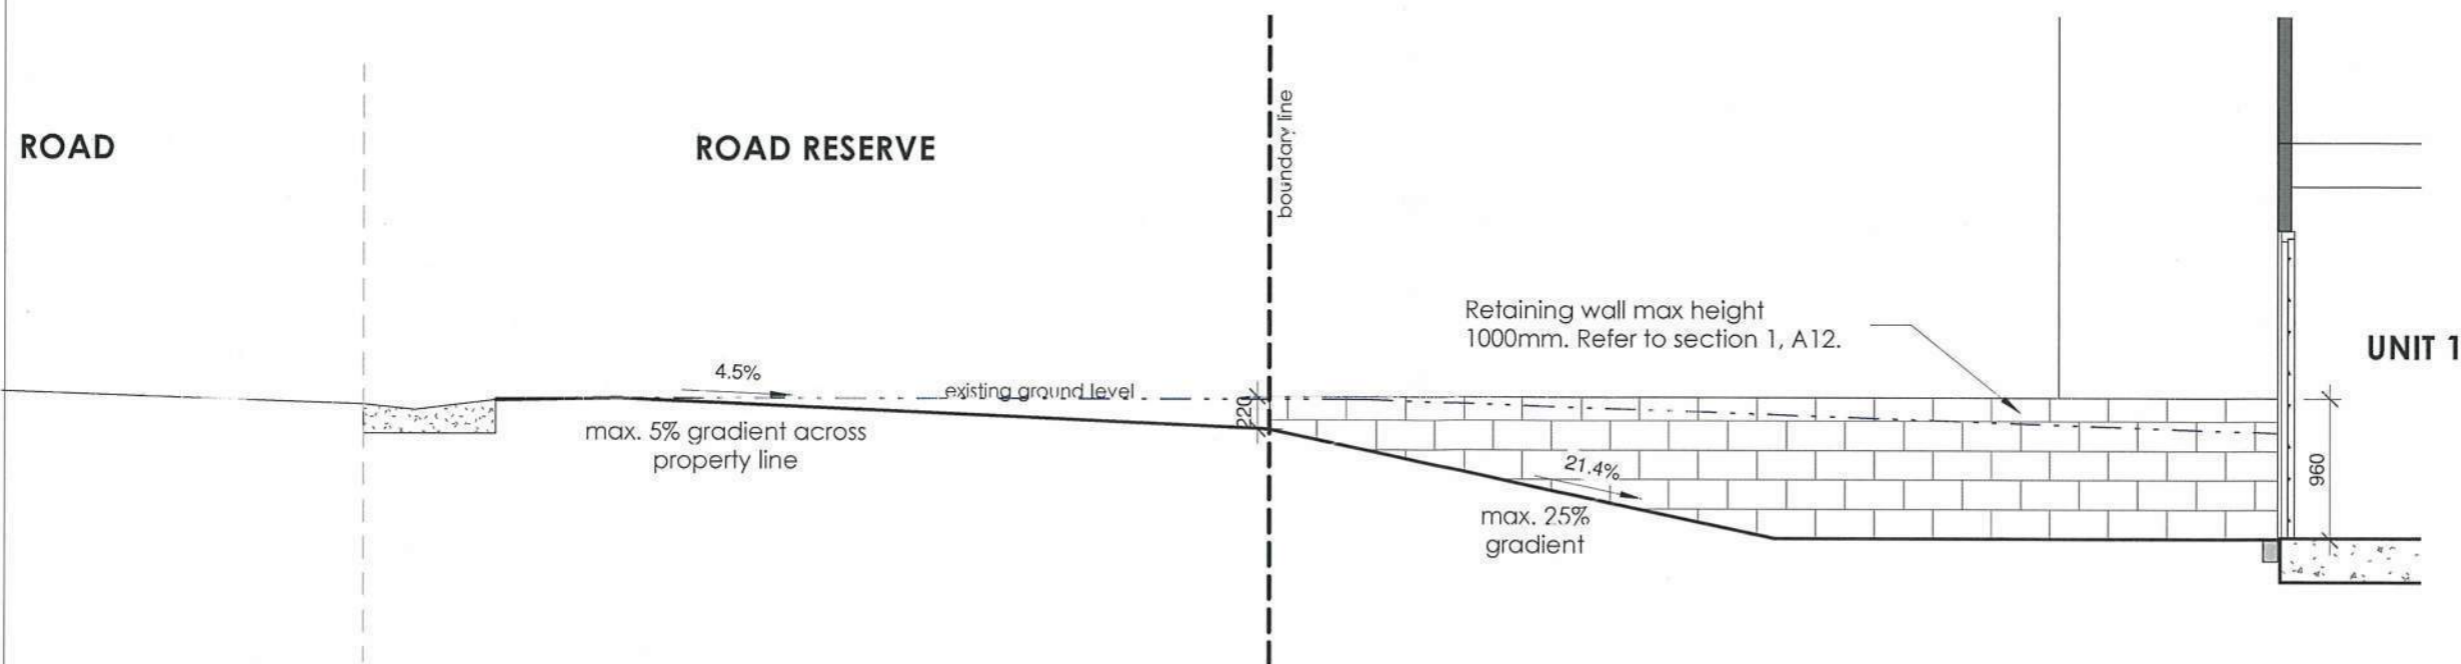 ROAD
ROAD RESERVE
boundary line
Retaining wall max height
1000mm. Refer to section 1, A12.
UNIT 1
4.5%
existing ground level
220
max. 5% gradient across
property line
21.4%
960
max. 25%
gradient